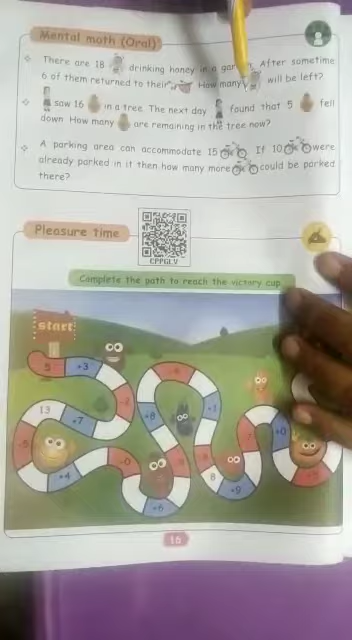 Mental math (Oral)
There are 18 drinking honey in a After sometime
6 of them returned to their How many will be left?
saw 16 in a tree. The next day found that 5 fell
down. How many are remaining in the tree now?
A parking area can accommodate 15 If 10 were
already parked in it then how many more could be parked
there?
Pleasure time
CPPGLV
Complete the path to reach the victory cup
start
5 +3
13
+7
+4
+6
+8
8
+9
+0
16